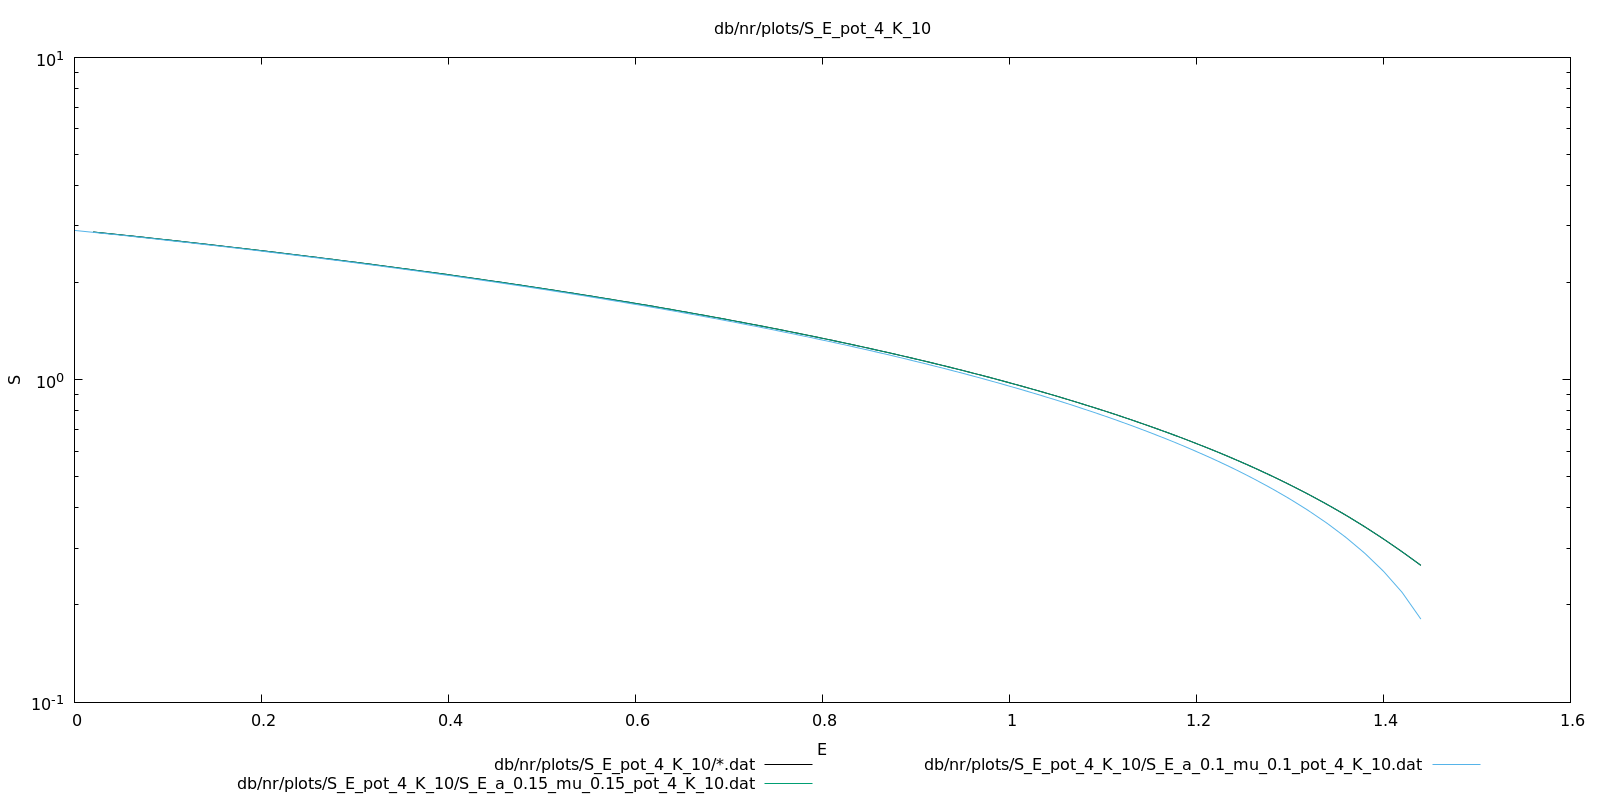 db/nr/plots/S_E_pot_4_K_10
10^1
10^0
10^-1
S
0 0.2 0.4 0.6 0.8 1 1.2 1.4 1.6
E
db/nr/plots/S_E_pot_4_K_10/*.dat
db/nr/plots/S_E_pot_4_K_10/S_E_a_0.15_mu_0.15_pot_4_K_10.dat
db/nr/plots/S_E_pot_4_K_10/S_E_a_0.1_mu_0.1_pot_4_K_10.dat